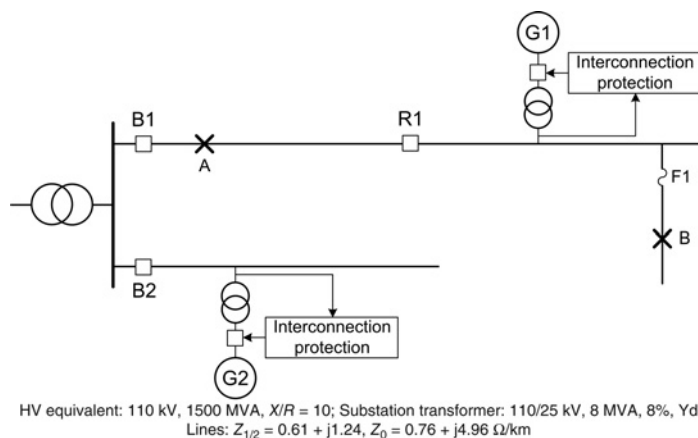 G1
Interconnection
protection
B1
R1
A
F1
B
B2
Interconnection
protection
G2
HV equivalent: 110 kV, 1500 MVA, X/R = 10; Substation transformer: 110/25 kV, 8 MVA, 8%, Yd
Lines: Z1/2 = 0.61 + j1.24, Z0 = 0.76 + j4.96 Ω/km